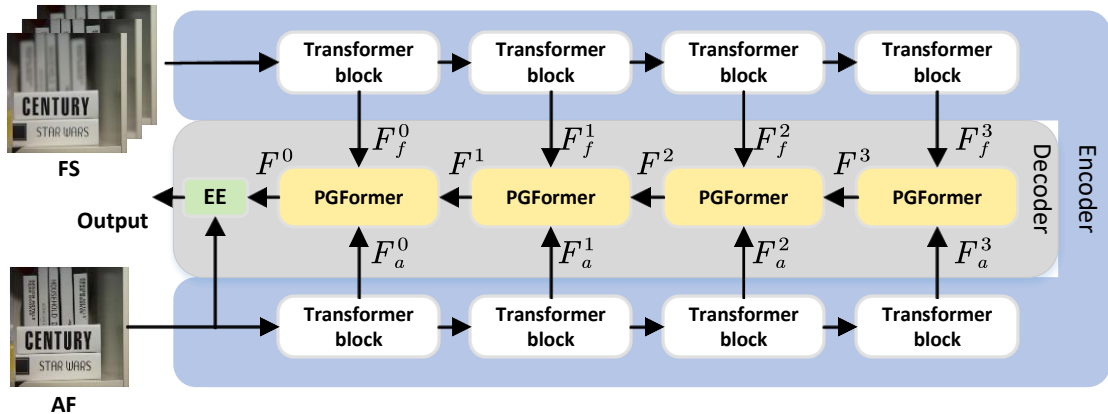 Transformer block
Transformer block
Transformer block
Transformer block
CENTURY
STAR WARS
FS
F_f^0
F_f^1
F_f^2
F_f^3
F^0
F^1
F^2
F^3
Decoder
Encoder
EE
PGFormer
PGFormer
PGFormer
PGFormer
Output
F_a^0
F_a^1
F_a^2
F_a^3
CENTURY
STAR WARS
Transformer block
Transformer block
Transformer block
Transformer block
AF